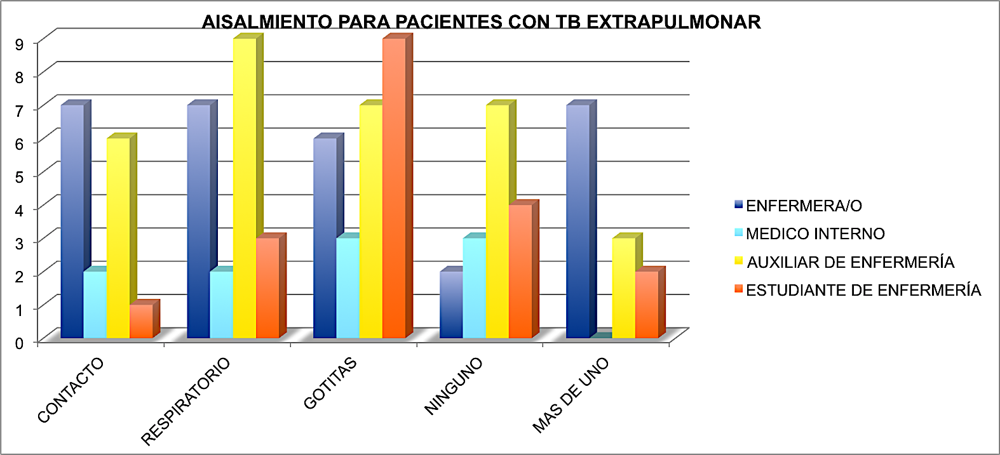 AISALMIENTO PARA PACIENTES CON TB EXTRAPULMONAR
9
8
7
6
5
4
3
2
1
0
CONTACTO
RESPIRATORIO
GOTITAS
NINGUNO
MAS DE UNO
ENFERMERA/O
MEDICO INTERNO
AUXILIAR DE ENFERMERÍA
ESTUDIANTE DE ENFERMERÍA